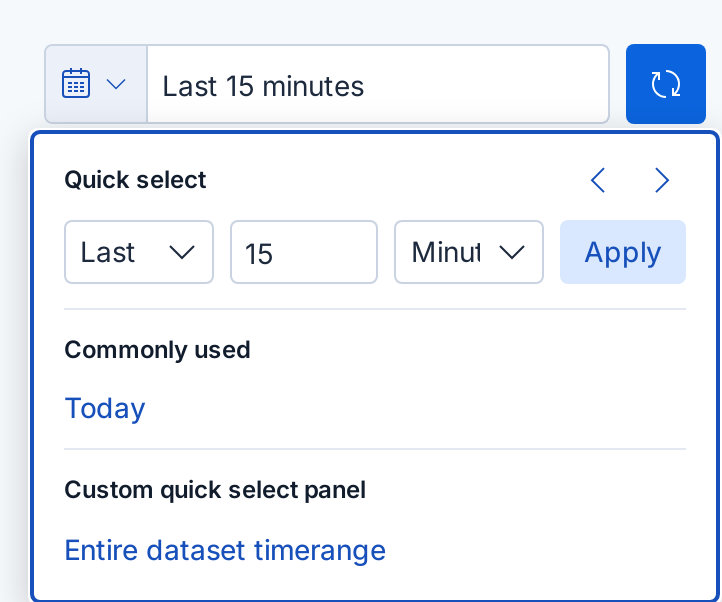 Last 15 minutes
Quick select
Last 15 Minut Apply
Commonly used
Today
Custom quick select panel
Entire dataset timerange